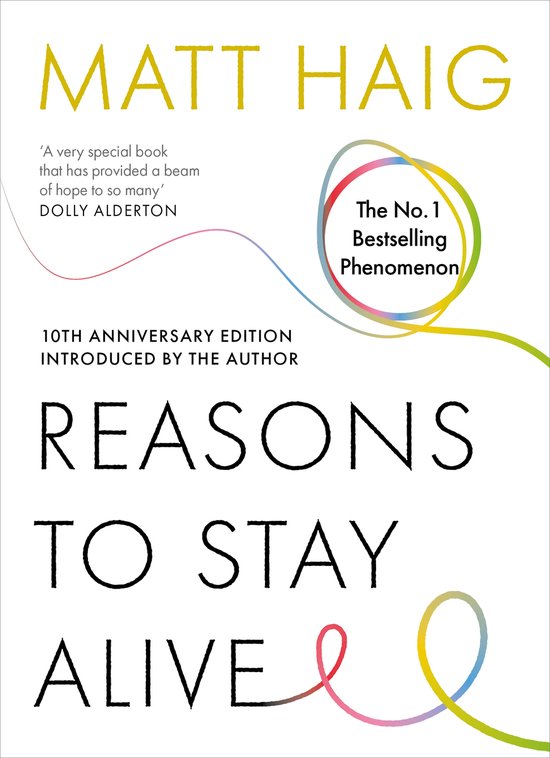 MATT HAIG
‘A very special book
that has provided a beam
of hope to so many’
DOLLY ALDERTON
The No.1
Bestselling
Phenomenon
10TH ANNIVERSARY EDITION
INTRODUCED BY THE AUTHOR
REASONS
TO STAY
ALIVE